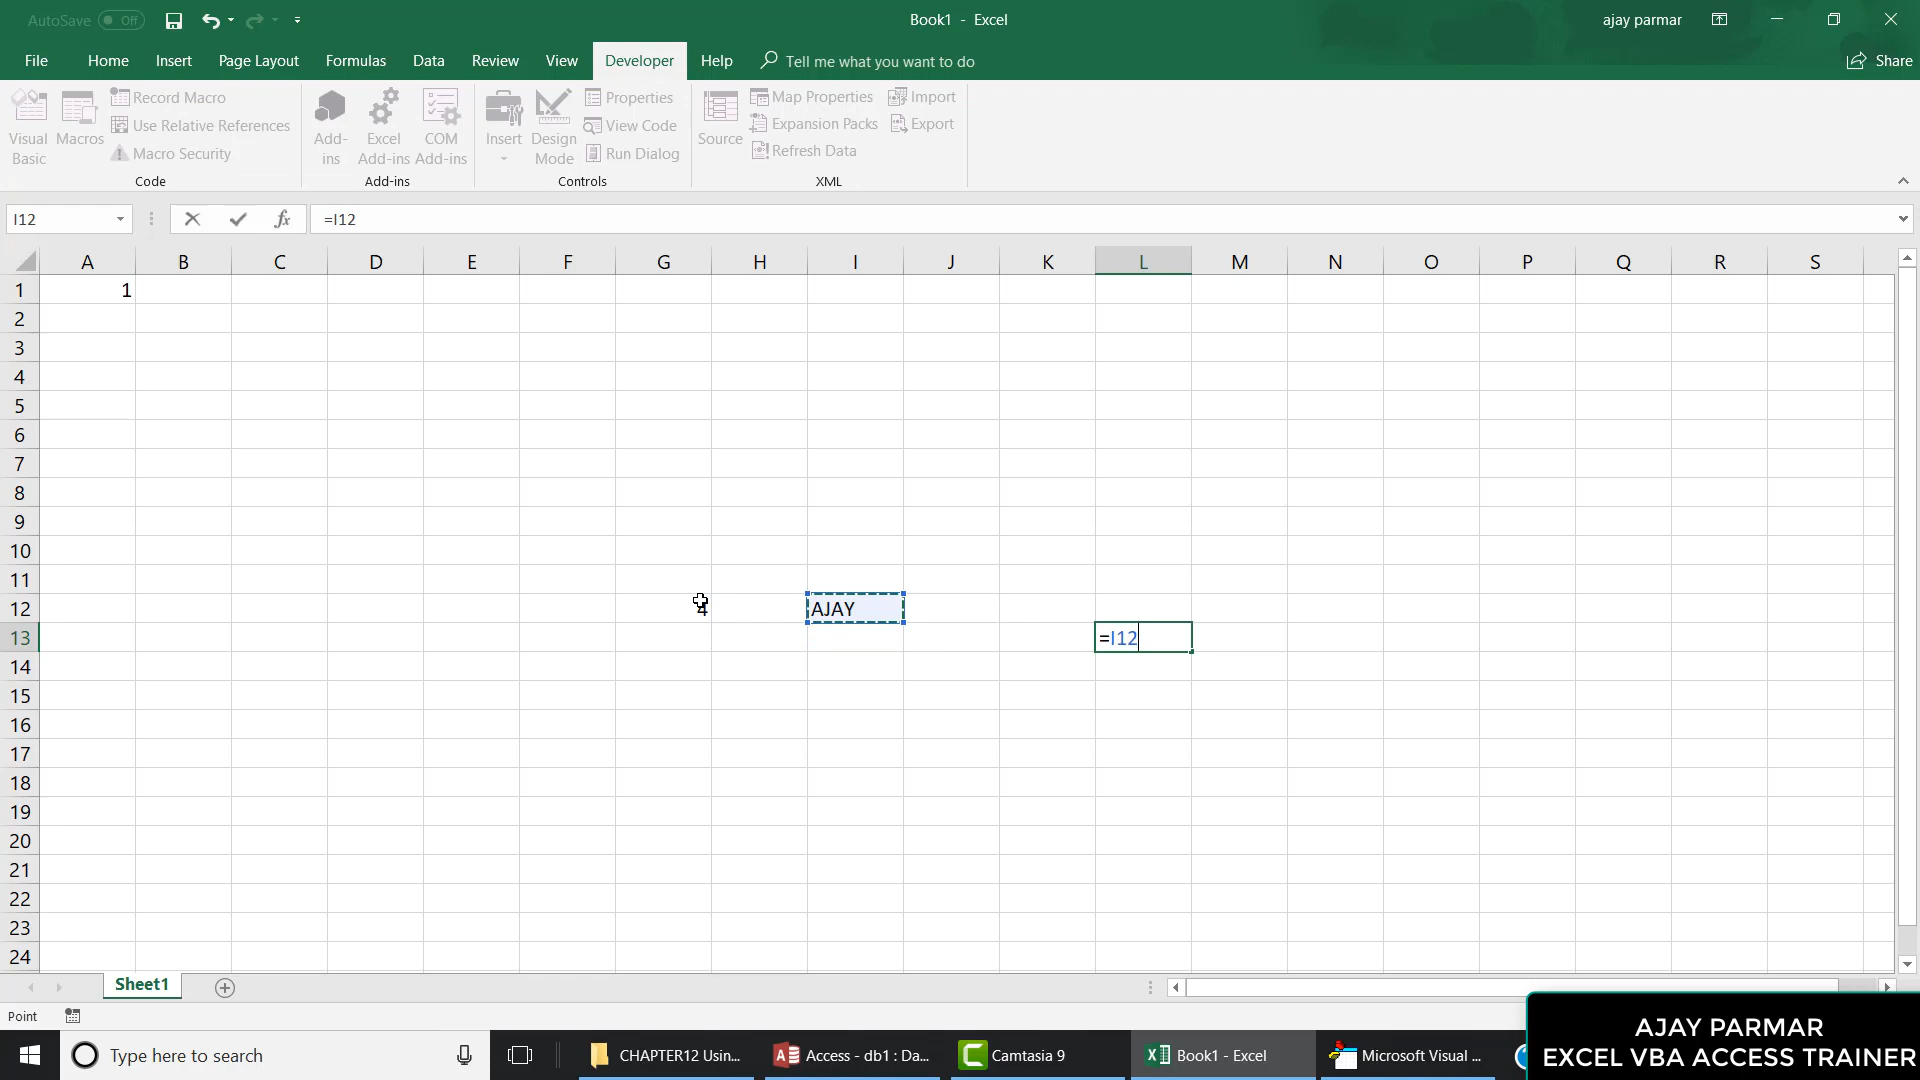 AutoSave Off
Book1 - Excel
ajay parmar
File Home Insert Page Layout Formulas Data Review View Developer Help Tell me what you want to do Share
Visual Basic
Macros
Record Macro
Use Relative References
Macro Security
Code
Add-ins
Excel Add-ins
COM Add-ins
Add-ins
Insert
Design Mode
Properties
View Code
Run Dialog
Controls
Source
Map Properties
Expansion Packs
Refresh Data
Import
Export
XML
I12 fx =I12
A B C D E F G H I J K L M N O P Q R S
1 1
2
3
4
5
6
7
8
9
10
11
12 4 AJAY
13 =I12
14
15
16
17
18
19
20
21
22
23
24
Sheet1
Point
Type here to search
CHAPTER12 Usin...
Access - db1 : Da...
Camtasia 9
Book1 - Excel
Microsoft Visual ...
AJAY PARMAR
EXCEL VBA ACCESS TRAINER